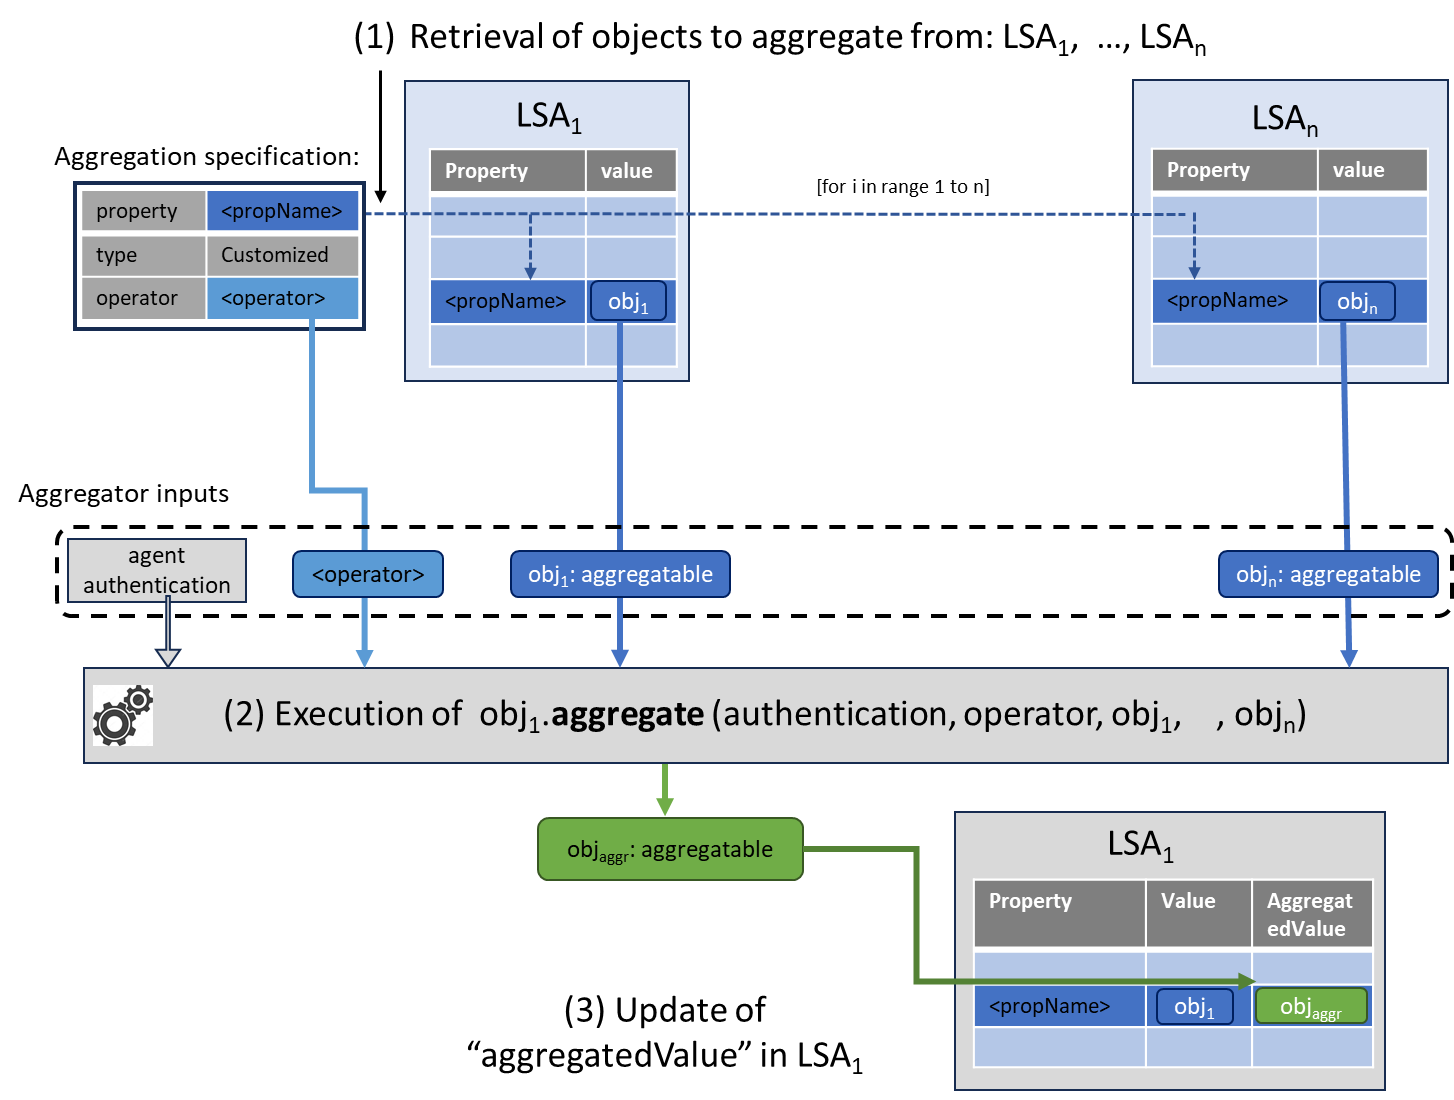 (1) Retrieval of objects to aggregate from: LSA1, …, LSAn
Aggregation specification:
property <propName>
type Customized
operator <operator>
LSA1
Property value
<propName> obj1
[for i in range 1 to n]
LSAn
Property value
<propName> objn
Aggregator inputs
agent
authentication
<operator>
obj1: aggregatable
objn: aggregatable
(2) Execution of obj1.aggregate (authentication, operator, obj1, , objn)
objaggr: aggregatable
LSA1
Property Value Aggregat
edValue
<propName> obj1 objaggr
(3) Update of
“aggregatedValue” in LSA1